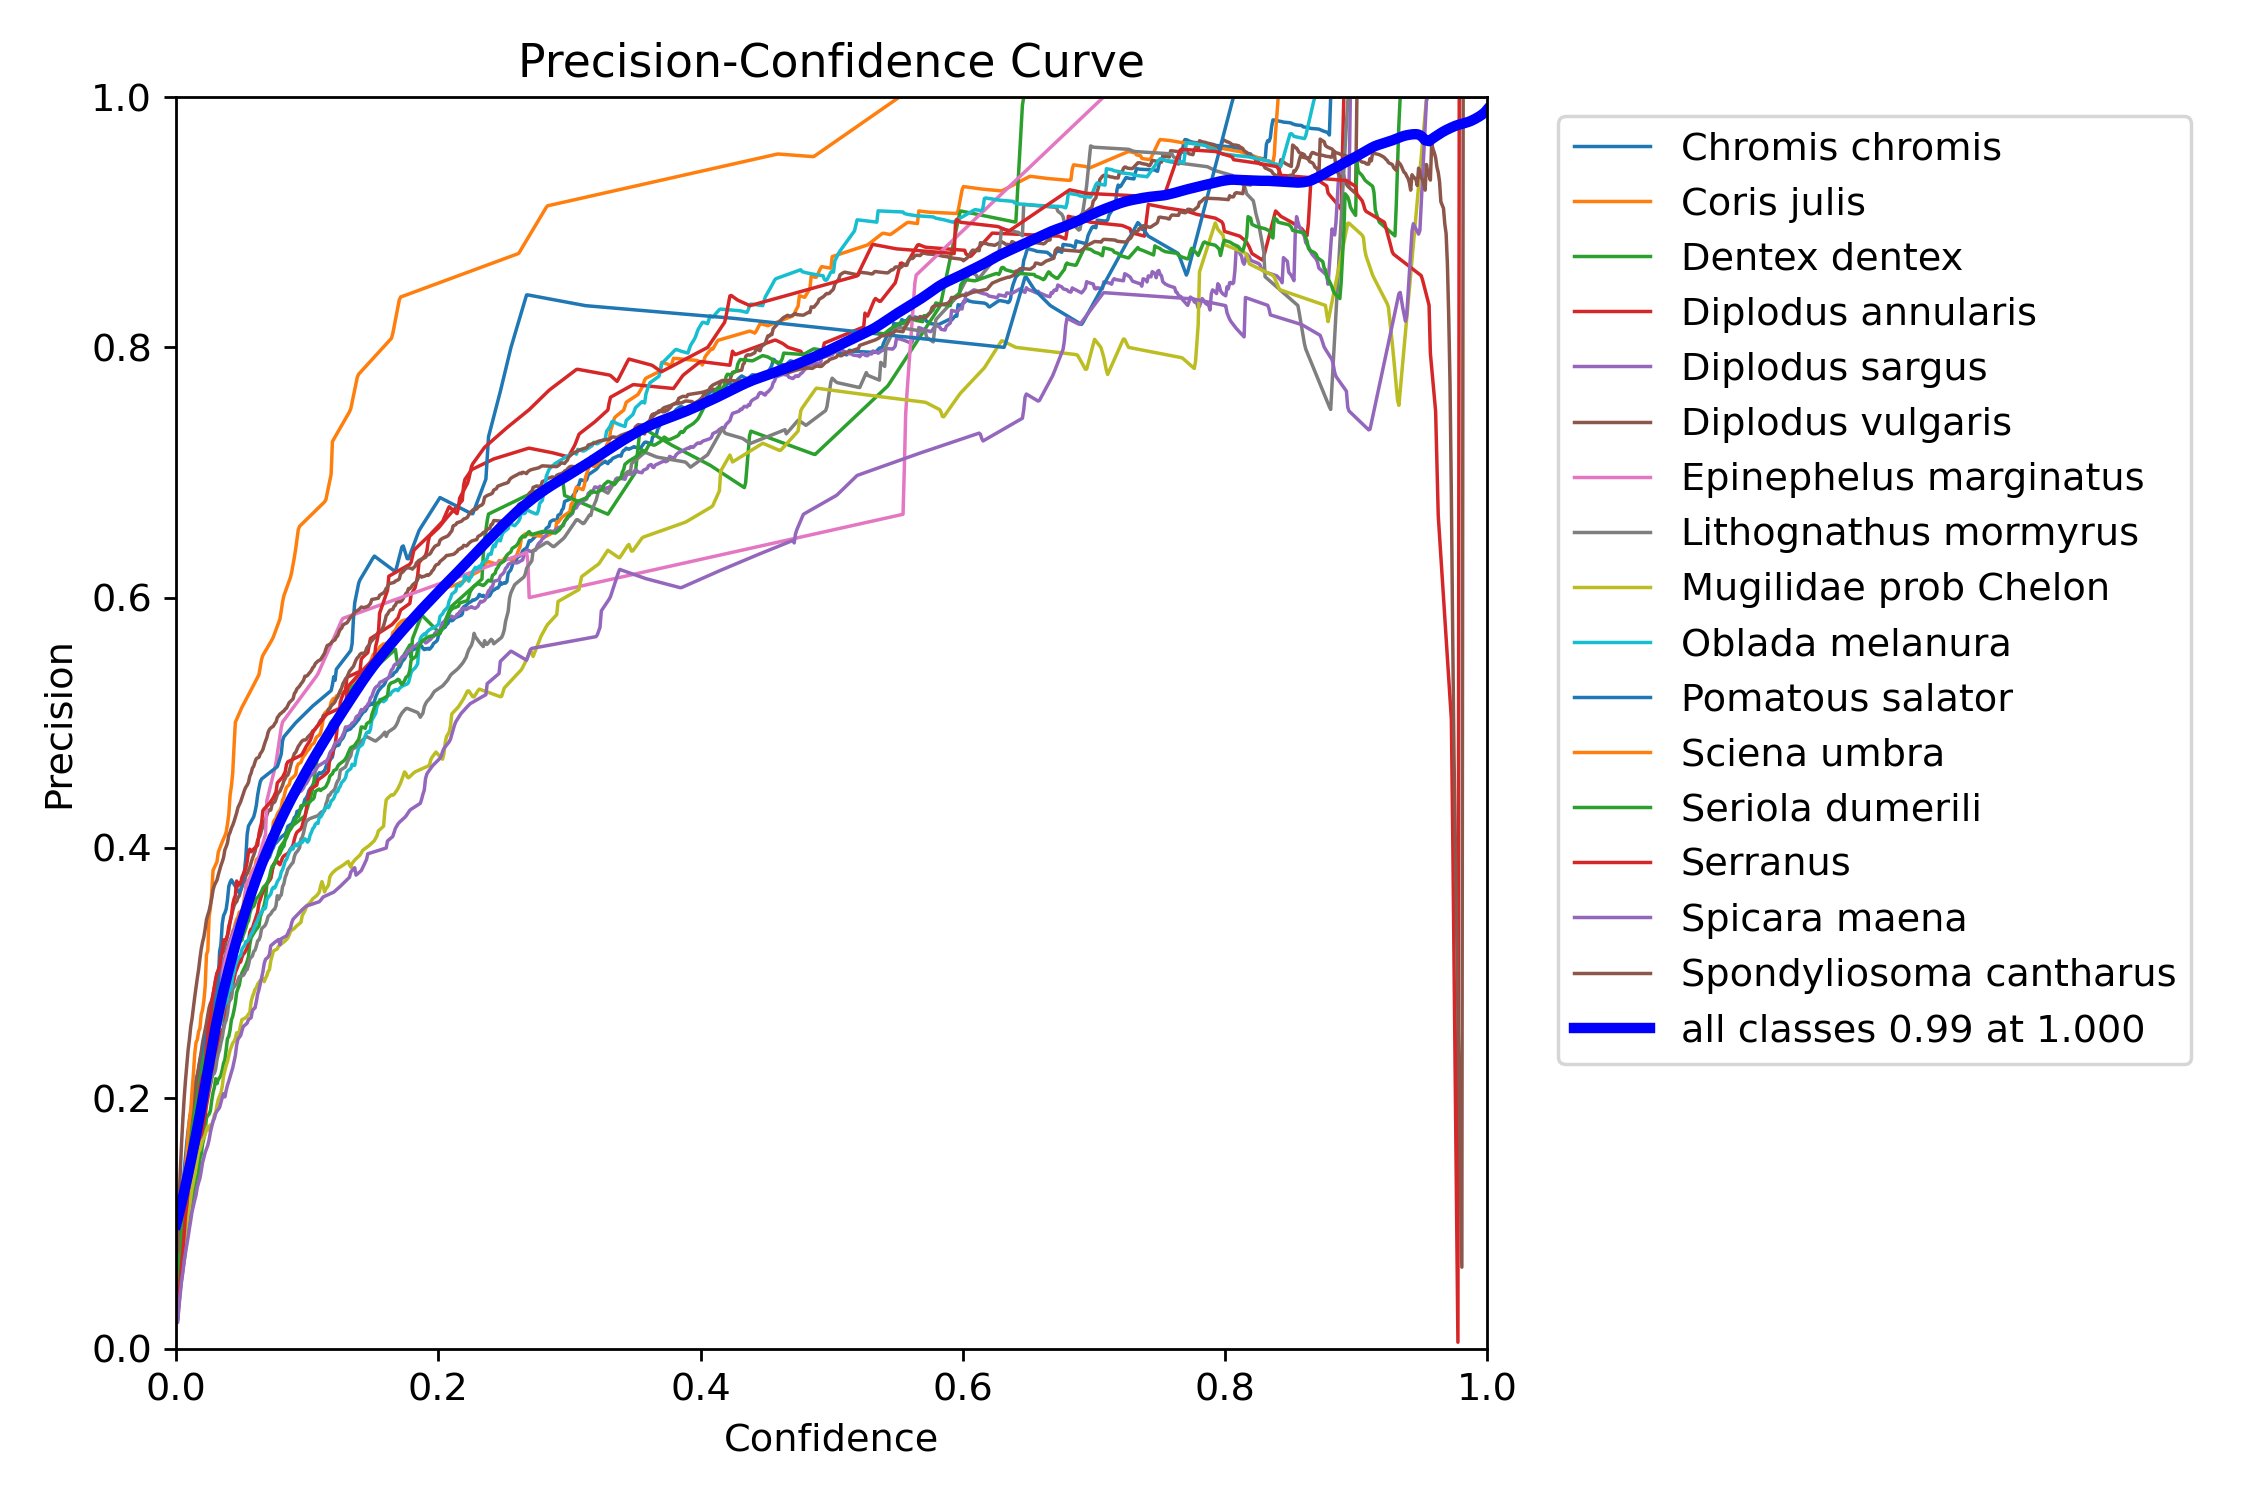 Precision-Confidence Curve
1.0
0.8
0.6
0.4
0.2
0.0
Precision
0.0 0.2 0.4 0.6 0.8 1.0
Confidence
Chromis chromis
Coris julis
Dentex dentex
Diplodus annularis
Diplodus sargus
Diplodus vulgaris
Epinephelus marginatus
Lithognathus mormyrus
Mugilidae prob Chelon
Oblada melanura
Pomatous salator
Sciena umbra
Seriola dumerili
Serranus
Spicara maena
Spondyliosoma cantharus
all classes 0.99 at 1.000